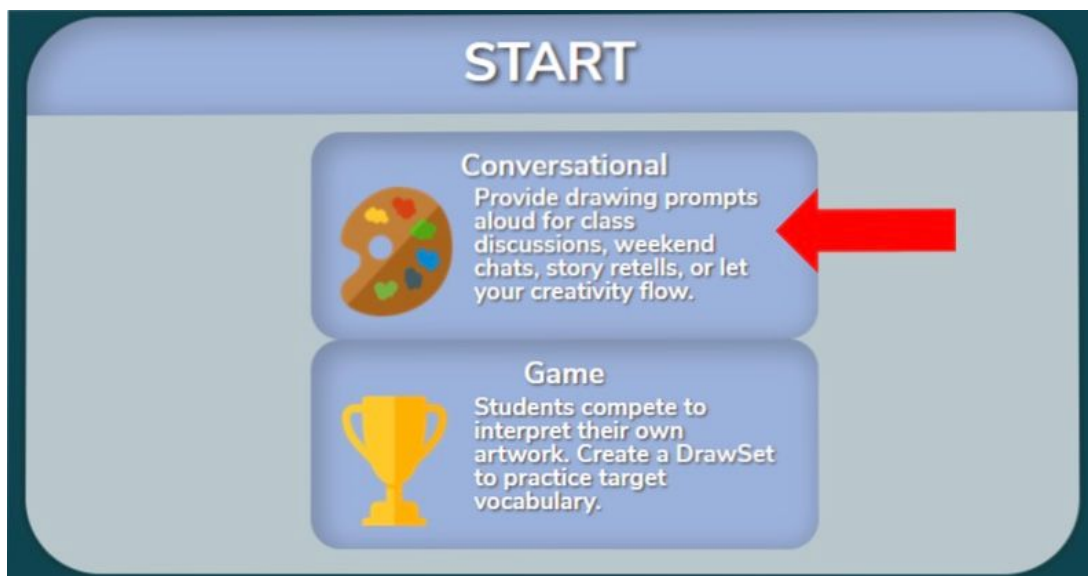 START
Conversational
Provide drawing prompts
aloud for class
discussions, weekend
chats, story retells, or let
your creativity flow.
Game
Students compete to
interpret their own
artwork. Create a DrawSet
to practice target
vocabulary.